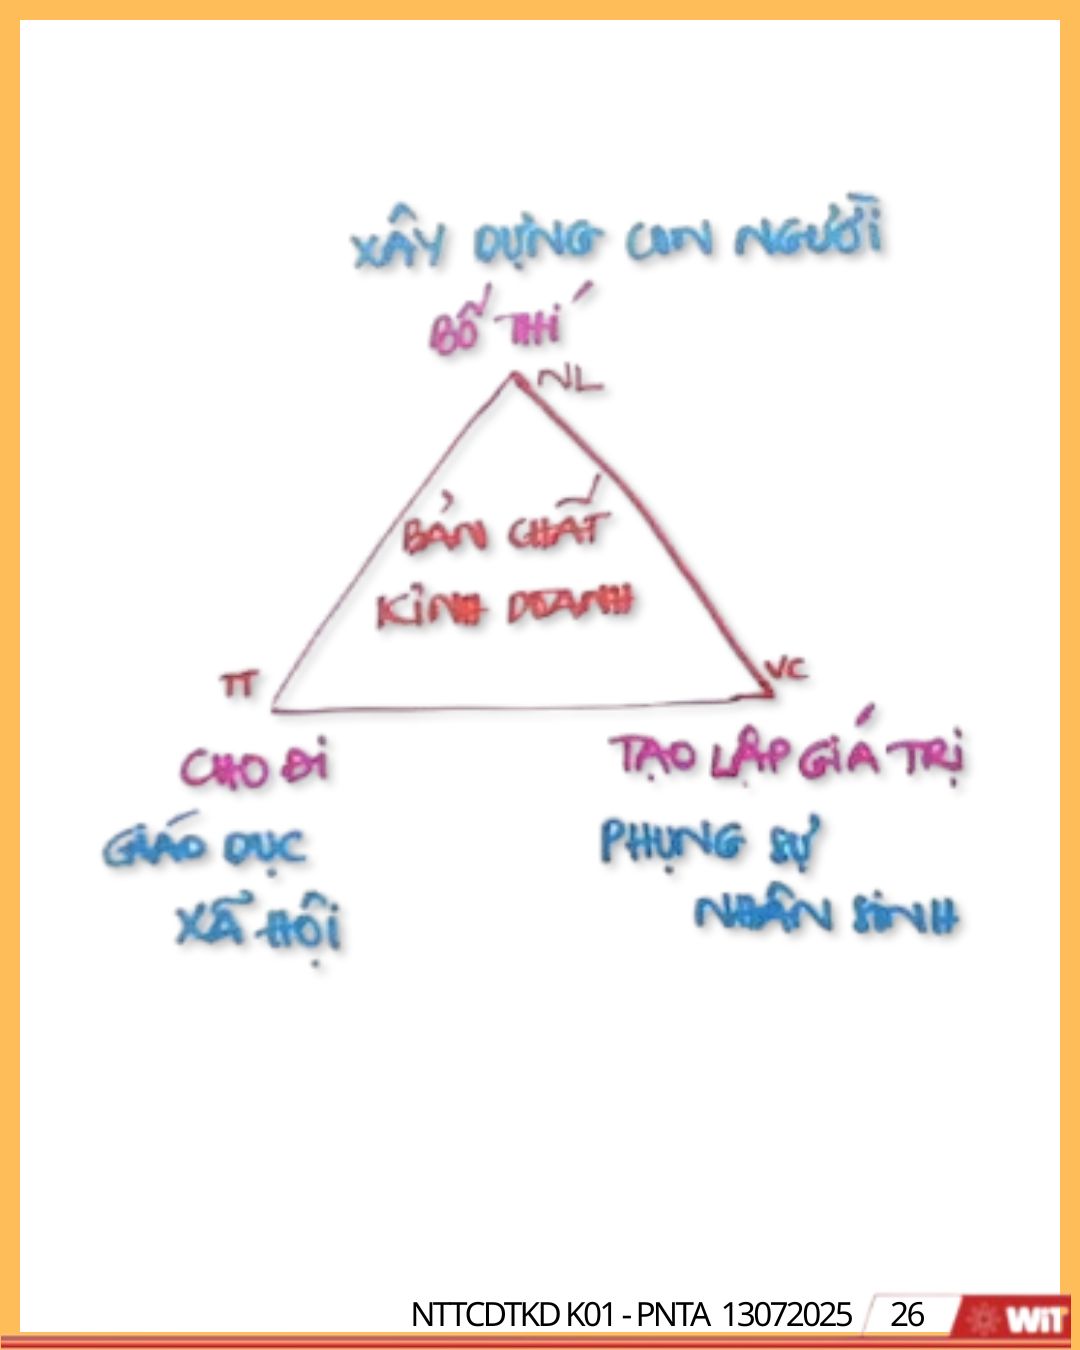 XÂY DỰNG CON NGƯỜI
BỐ THÍ
NL
BẢN CHẤT
KINH DOANH
TT
VC
CHO ĐI
TẠO LẬP GIÁ TRỊ
GIÁO DỤC
XÃ HỘI
PHỤNG SỰ
NHÂN SINH
NTTCDTKD K01 - PNTA 13072025
26
WiT